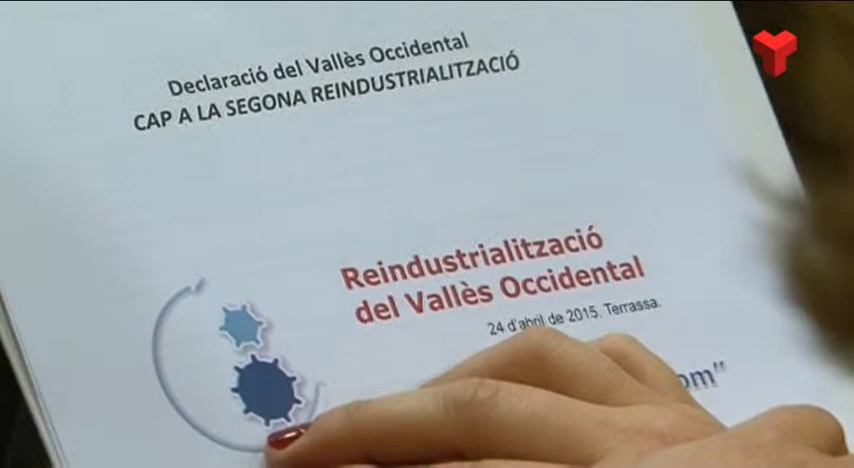 Declaració del Vallès Occidental
CAP A LA SEGONA REINDUSTRIALITZACIÓ
Reindustrialització
del Vallès Occidental
24 d'abril de 2015. Terrassa.